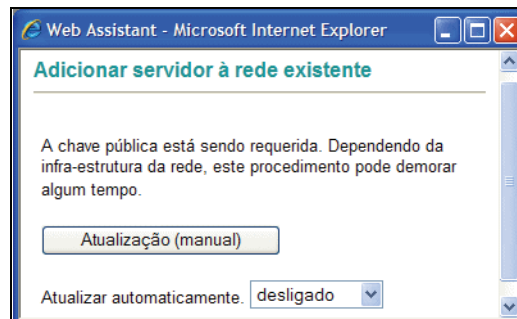 Web Assistant - Microsoft Internet Explorer
Adicionar servidor à rede existente
A chave pública está sendo requerida. Dependendo da
infra-estrutura da rede, este procedimento pode demorar
algum tempo.
Atualização (manual)
Atualizar automaticamente. desligado